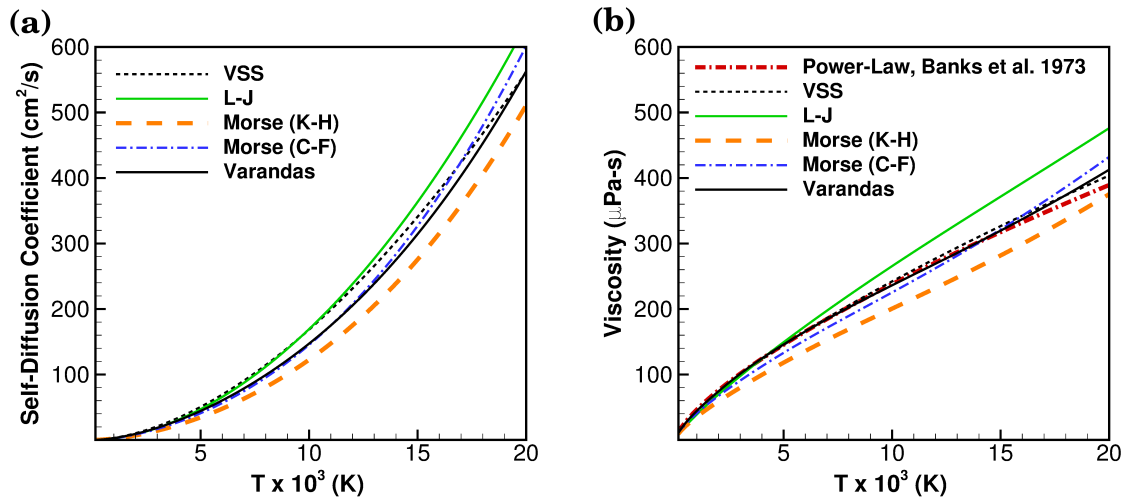 (a)
600
500
400
300
200
100
Self-Diffusion Coefficient (cm²/s)
VSS
L-J
Morse (K-H)
Morse (C-F)
Varandas
5
10
15
20
T x 10³ (K)
(b)
600
500
400
300
200
100
Viscosity (μPa-s)
Power-Law, Banks et al. 1973
VSS
L-J
Morse (K-H)
Morse (C-F)
Varandas
5
10
15
20
T x 10³ (K)